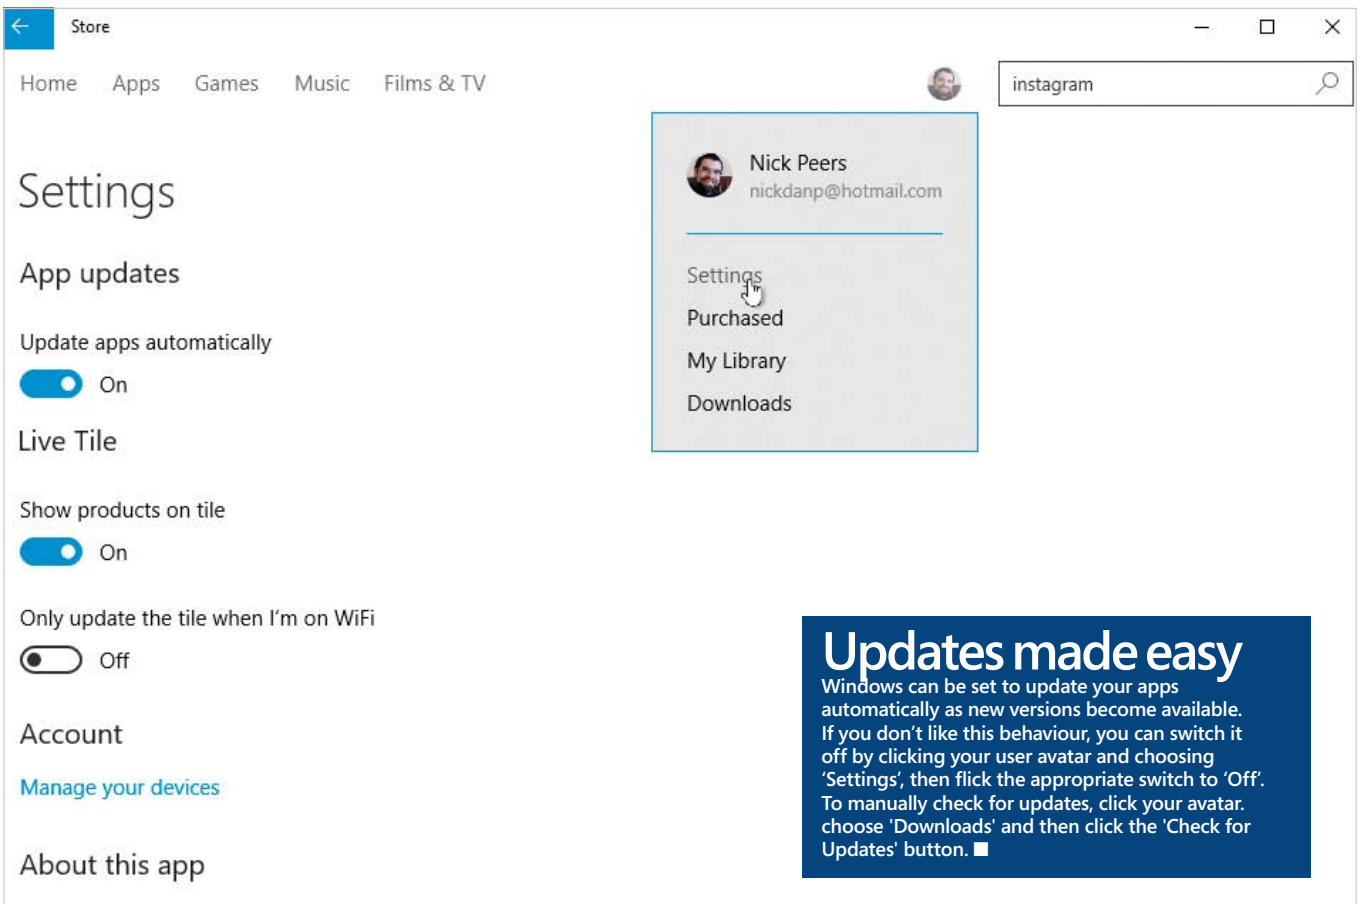 Store
Home Apps Games Music Films & TV
instagram
Nick Peers
nickdanp@hotmail.com
Settings
Purchased
My Library
Downloads
Settings
App updates
Update apps automatically
On
Live Tile
Show products on tile
On
Only update the tile when I'm on WiFi
Off
Account
Manage your devices
About this app
Updates made easy
Windows can be set to update your apps
automatically as new versions become available.
If you don’t like this behaviour, you can switch it
off by clicking your user avatar and choosing
‘Settings’, then flick the appropriate switch to ‘Off’.
To manually check for updates, click your avatar.
choose 'Downloads' and then click the 'Check for
Updates' button. ■